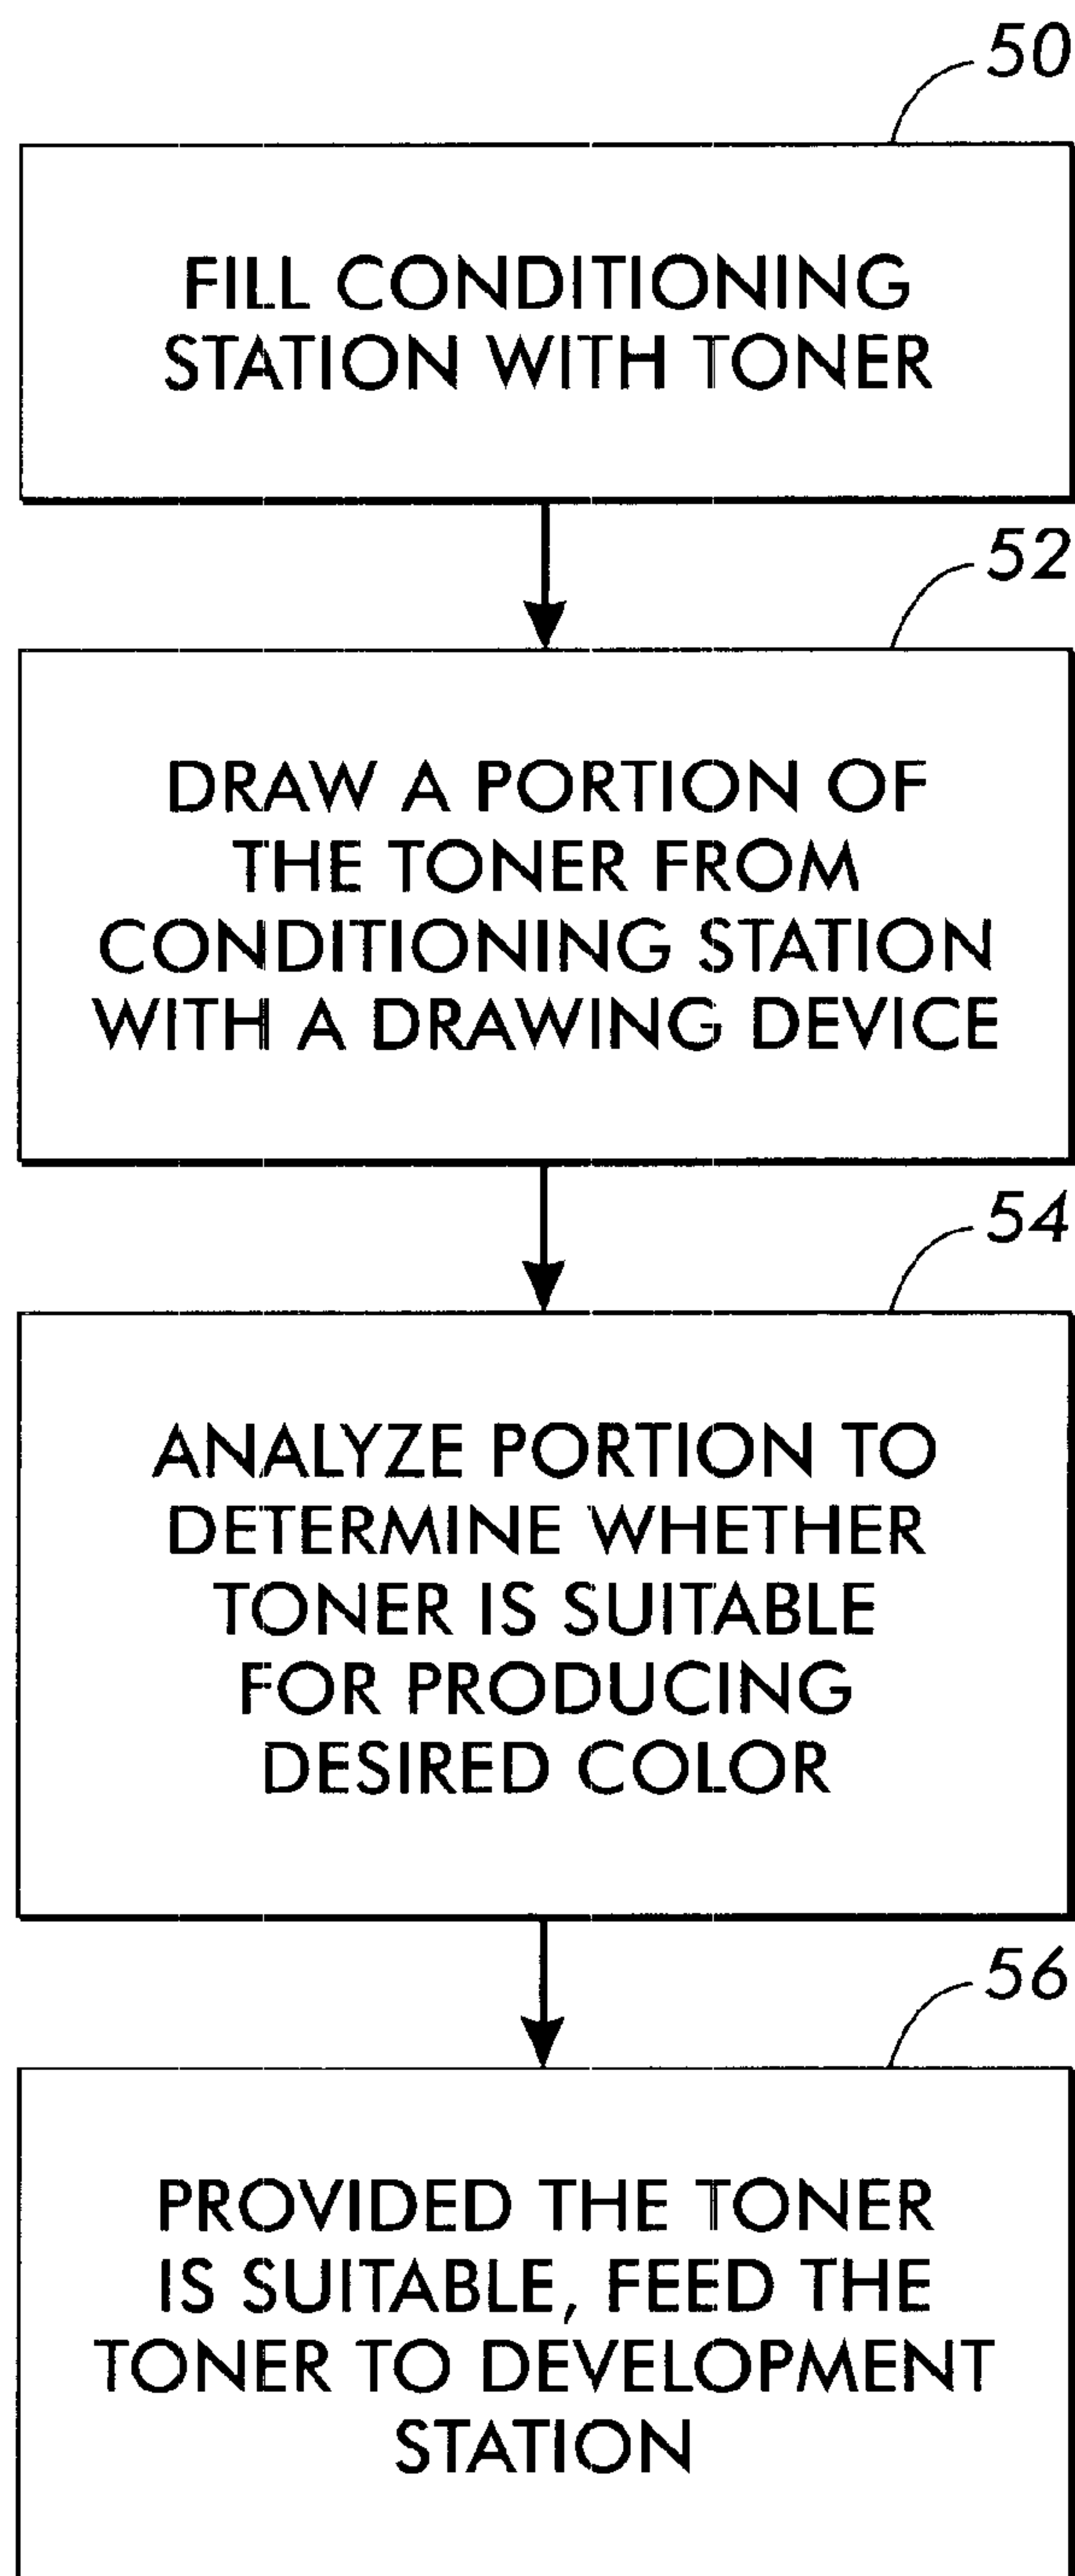 50
FILL CONDITIONING
STATION WITH TONER
52
DRAW A PORTION OF
THE TONER FROM
CONDITIONING STATION
WITH A DRAWING DEVICE
54
ANALYZE PORTION TO
DETERMINE WHETHER
TONER IS SUITABLE
FOR PRODUCING
DESIRED COLOR
56
PROVIDED THE TONER
IS SUITABLE, FEED THE
TONER TO DEVELOPMENT
STATION